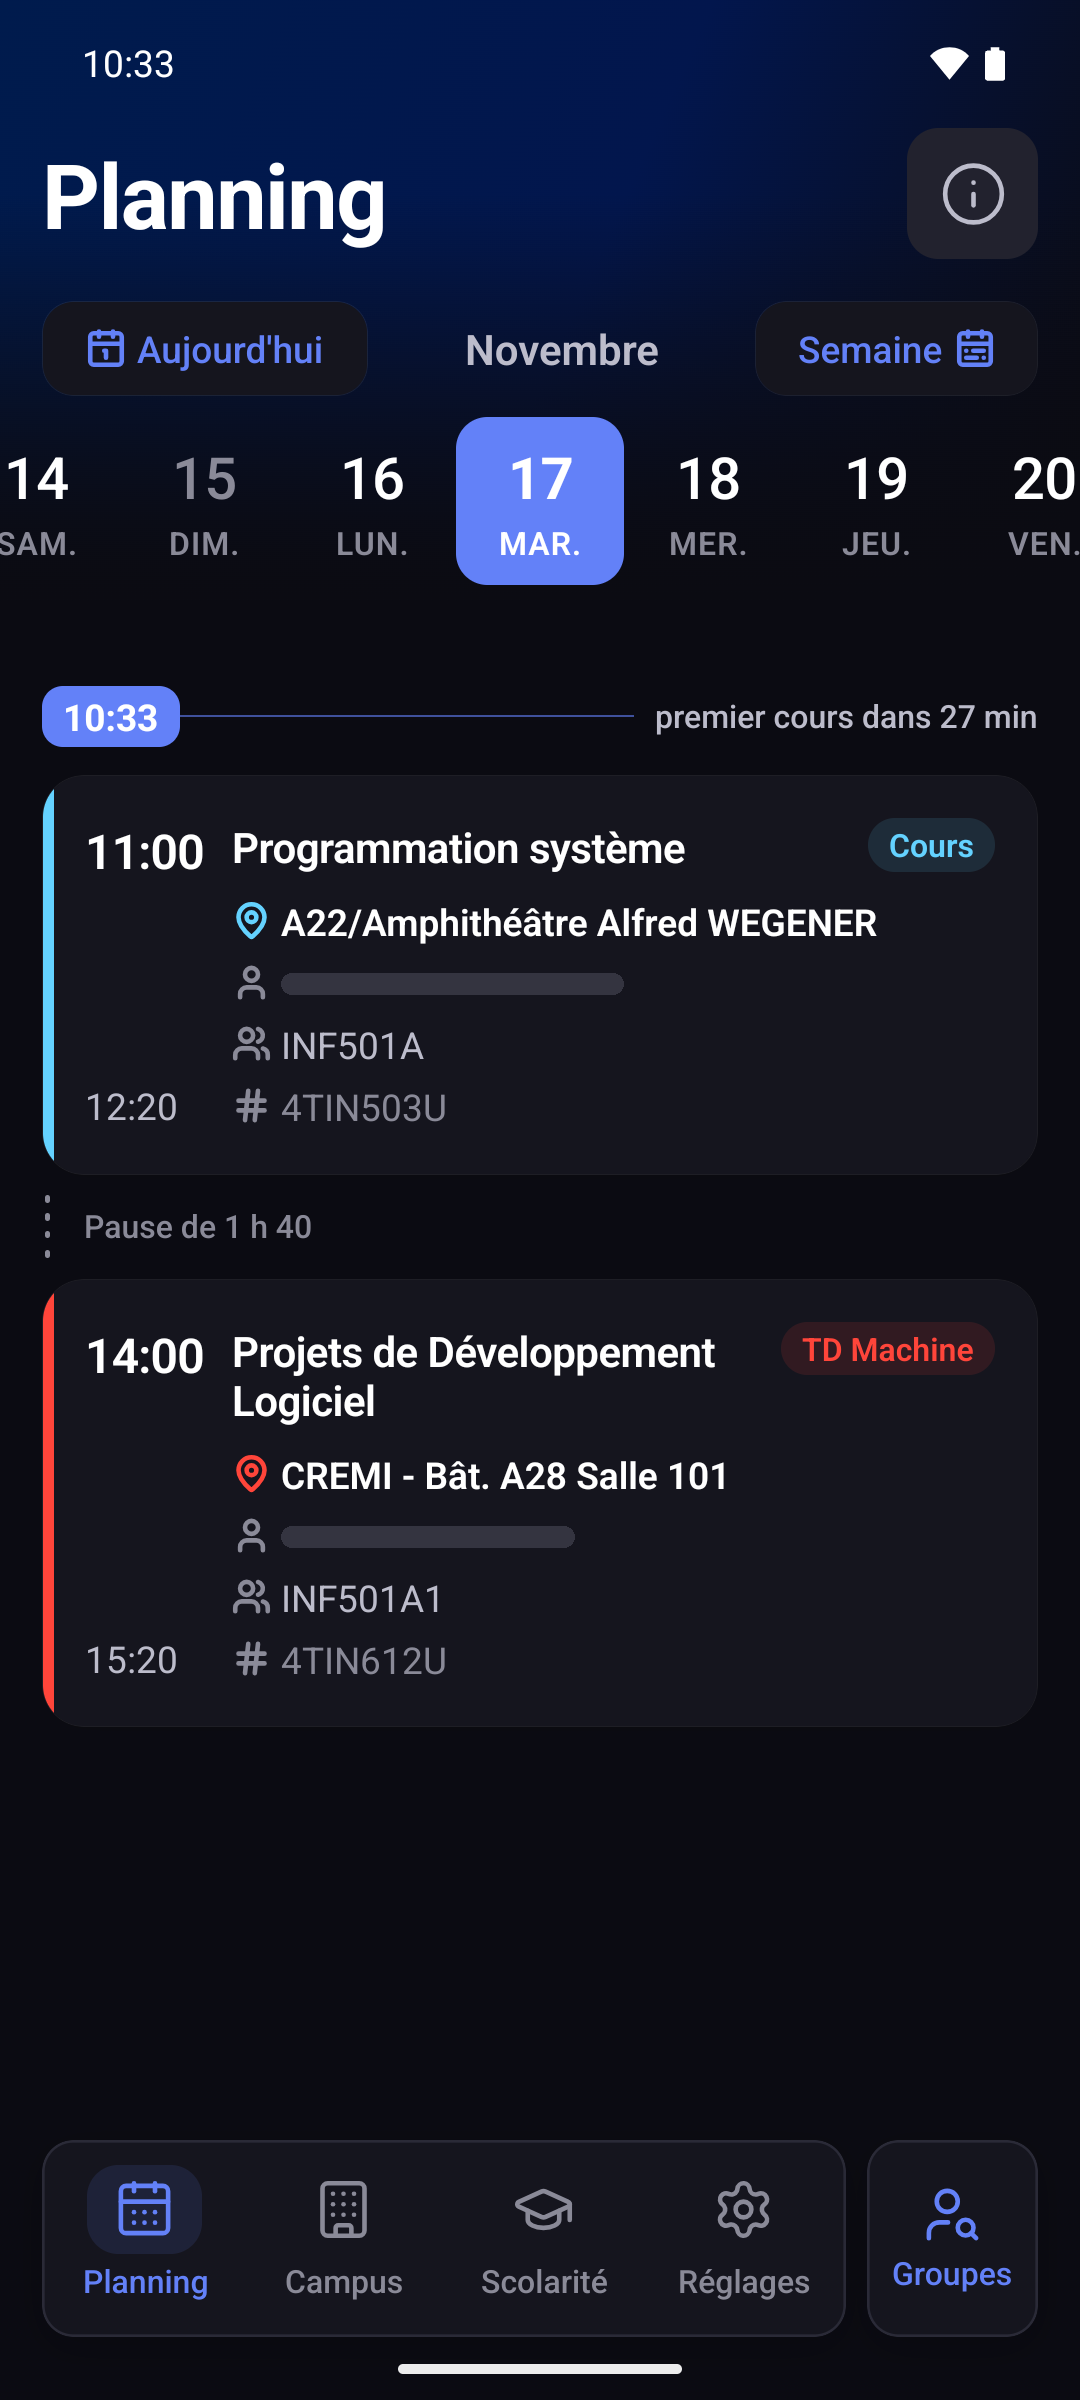 10:33
Planning
Aujourd'hui
Novembre
Semaine
14 15 16 17 18 19 20
SAM. DIM. LUN. MAR. MER. JEU. VEN.
10:33
premier cours dans 27 min
11:00 Programmation système
Cours
A22/Amphithéâtre Alfred WEGENER
INF501A
12:20
4TIN503U
Pause de 1 h 40
14:00 Projets de Développement
Logiciel
TD Machine
CREMI - Bât. A28 Salle 101
INF501A1
15:20
4TIN612U
Planning
Campus
Scolarité
Réglages
Groupes